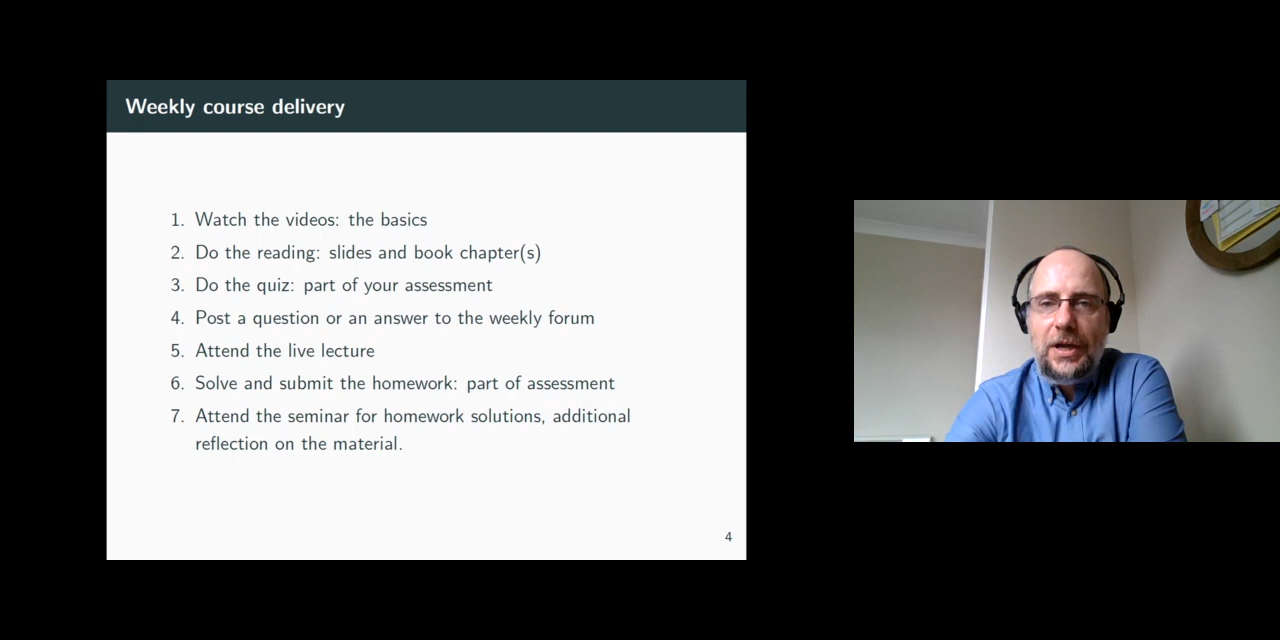 Weekly course delivery
1. Watch the videos: the basics
2. Do the reading: slides and book chapter(s)
3. Do the quiz: part of your assessment
4. Post a question or an answer to the weekly forum
5. Attend the live lecture
6. Solve and submit the homework: part of assessment
7. Attend the seminar for homework solutions, additional
reflection on the material.
4